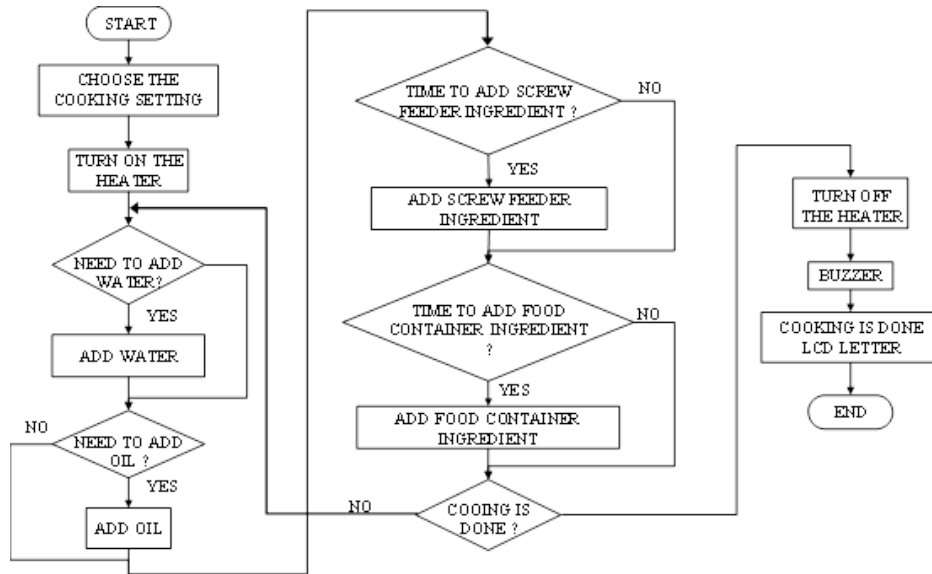 START
CHOOSE THE
COOKING SETTING
TURN ON THE
HEATER
NEED TO ADD
WATER?
YES
ADD WATER
NO
NEED TO ADD
OIL ?
YES
ADD OIL
TIME TO ADD SCREW
FEEDER INGREDIENT ?
NO
YES
ADD SCREW FEEDER
INGREDIENT
TIME TO ADD FOOD
CONTAINER INGREDIENT
?
NO
YES
ADD FOOD CONTAINER
INGREDIENT
NO
COOING IS
DONE ?
TURN OFF
THE HEATER
BUZZER
COOKING IS DONE
LCD LETTER
END